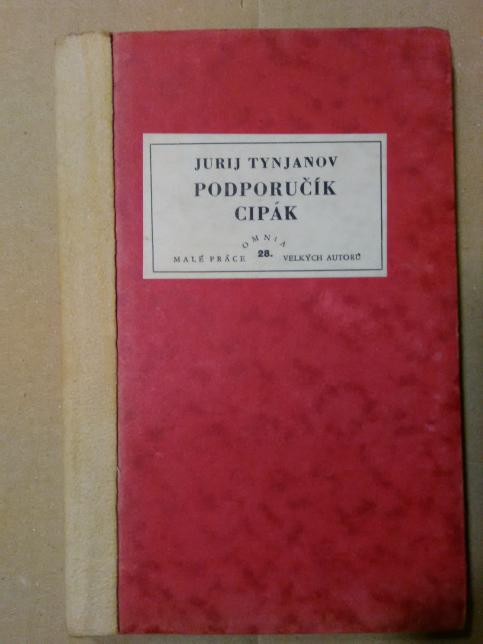 JURIJ TYNJANOV
PODPORUČÍK
CIPÁK
OMNIA
MALÉ PRÁCE 28. VELKÝCH AUTORŮ